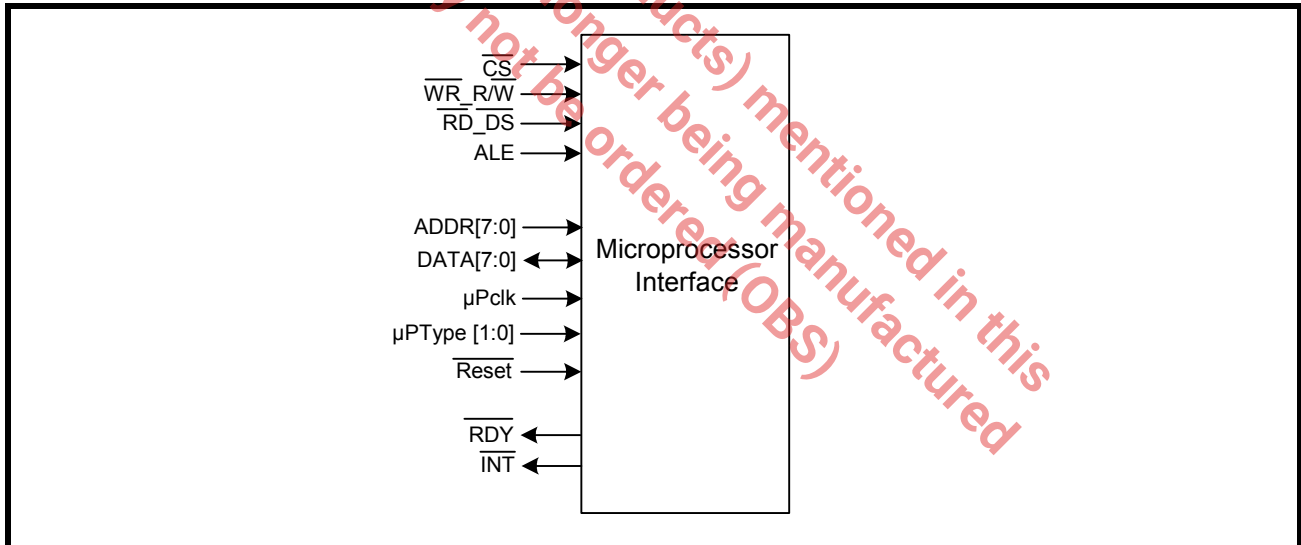 CS
WR_R/W
RD_DS
ALE
ADDR[7:0]
DATA[7:0]
µPclk
µPType [1:0]
Reset
RDY
INT
Microprocessor
Interface
ducts) mentioned in this
longer being manufactured
y not be ordered (OBS)